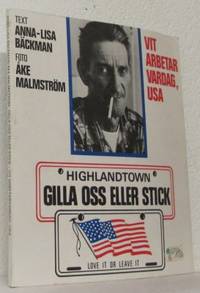 TEXT
ANNA-LISA
BÄCKMAN
FOTO
ÅKE
MALMSTRÖM
VIT
ARBETAR
VARDAG,
USA
HIGHLANDTOWN
GILLA OSS ELLER STICK
LOVE IT OR LEAVE IT